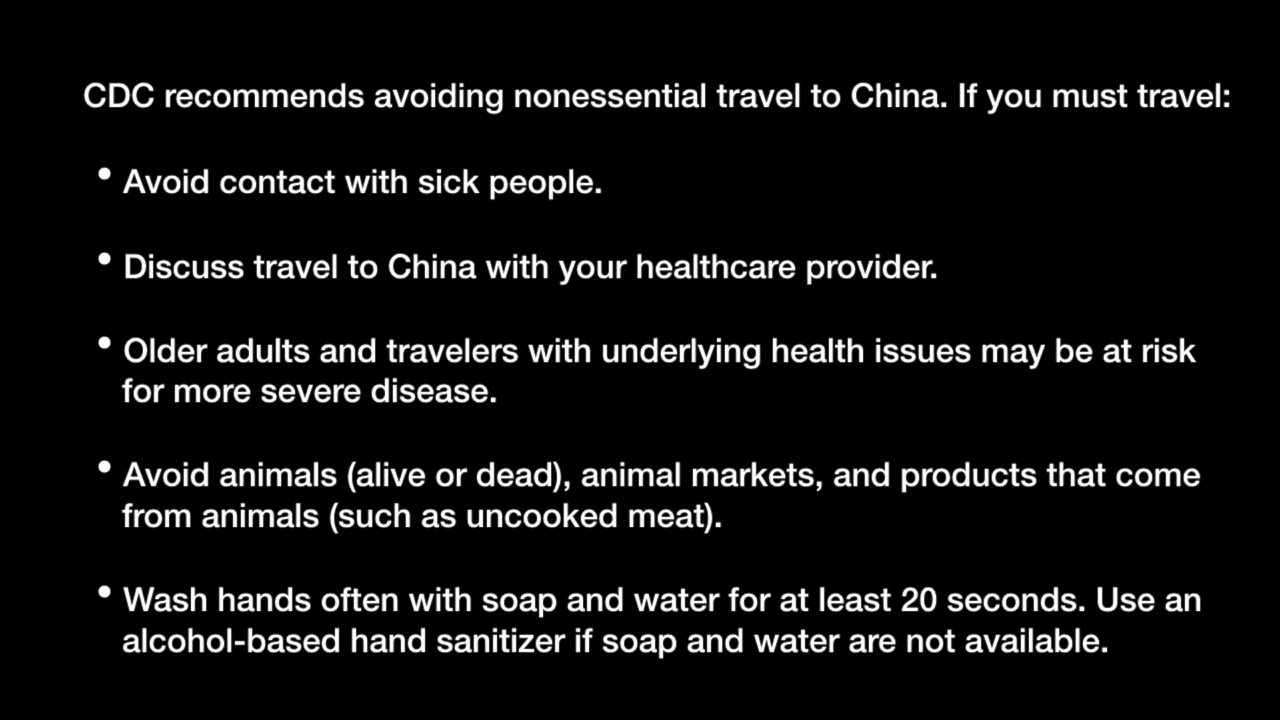 CDC recommends avoiding nonessential travel to China. If you must travel:
• Avoid contact with sick people.
• Discuss travel to China with your healthcare provider.
• Older adults and travelers with underlying health issues may be at risk
for more severe disease.
• Avoid animals (alive or dead), animal markets, and products that come
from animals (such as uncooked meat).
• Wash hands often with soap and water for at least 20 seconds. Use an
alcohol-based hand sanitizer if soap and water are not available.